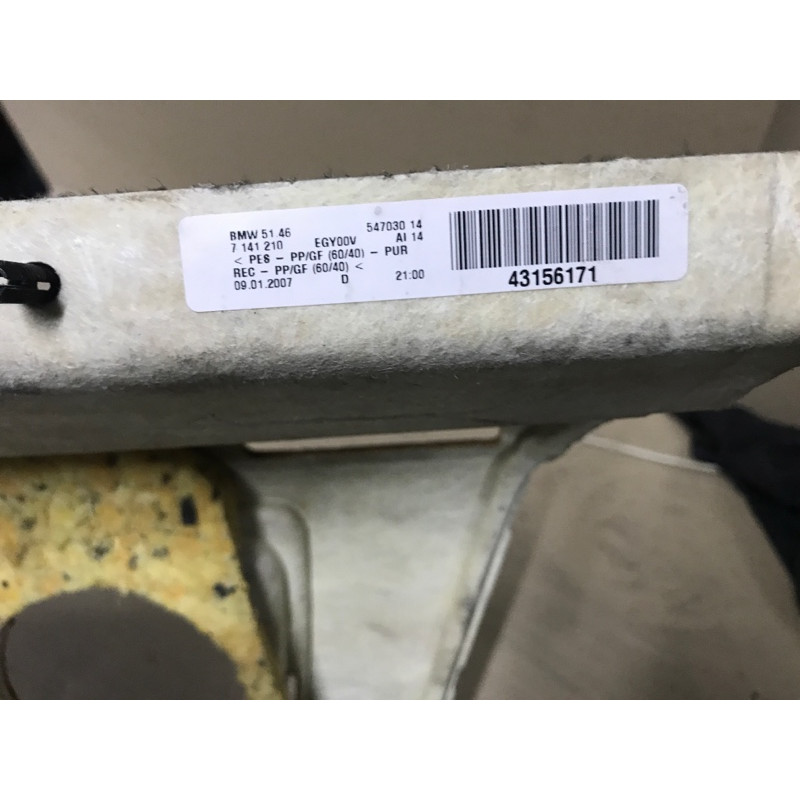 BMW 51.46 547030 14
7 141 210 EGY00V AI 14
< PES - PP/GF (60/40) - PUR
REC - PP/GF (60/40) <
09.01.2007 D 21:00
43156171